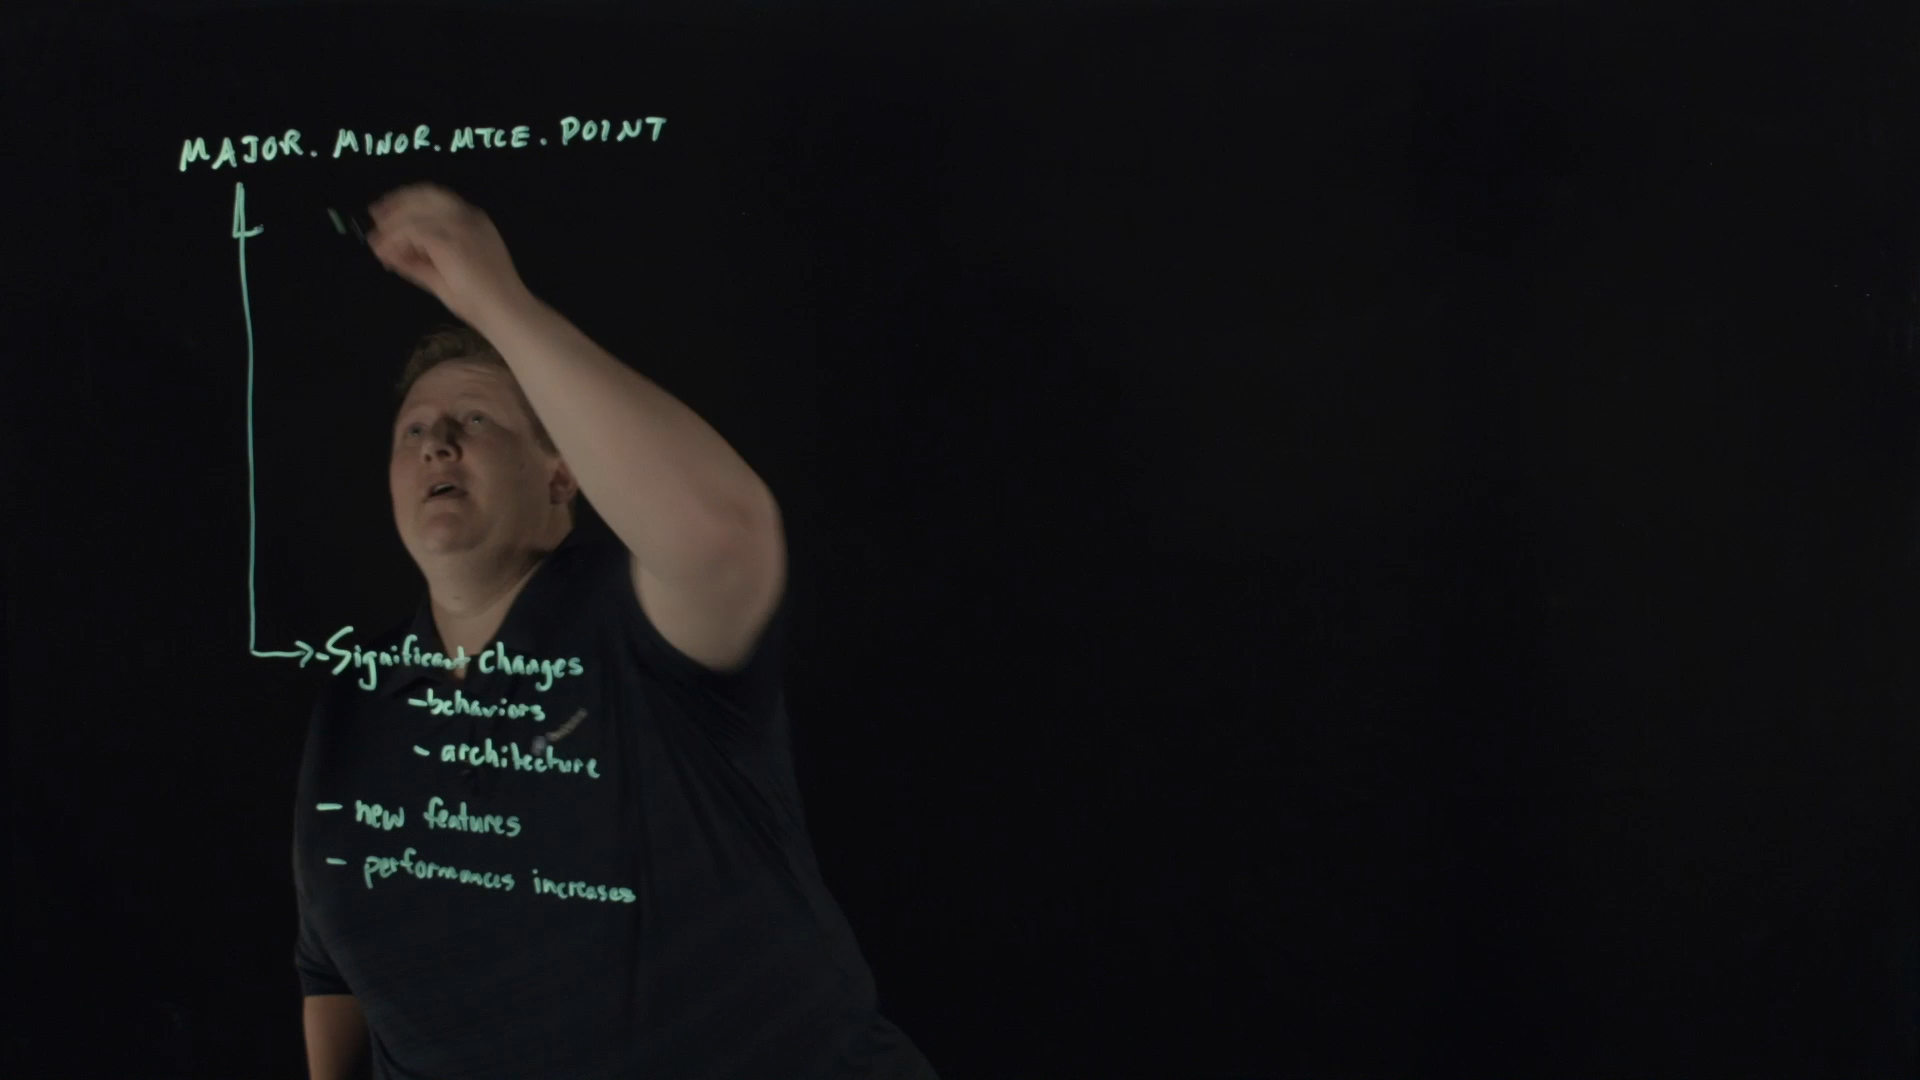 MAJOR. MINOR. MTCE. POINT
- Significant changes
- behaviors
- architecture
- new features
- performances increases